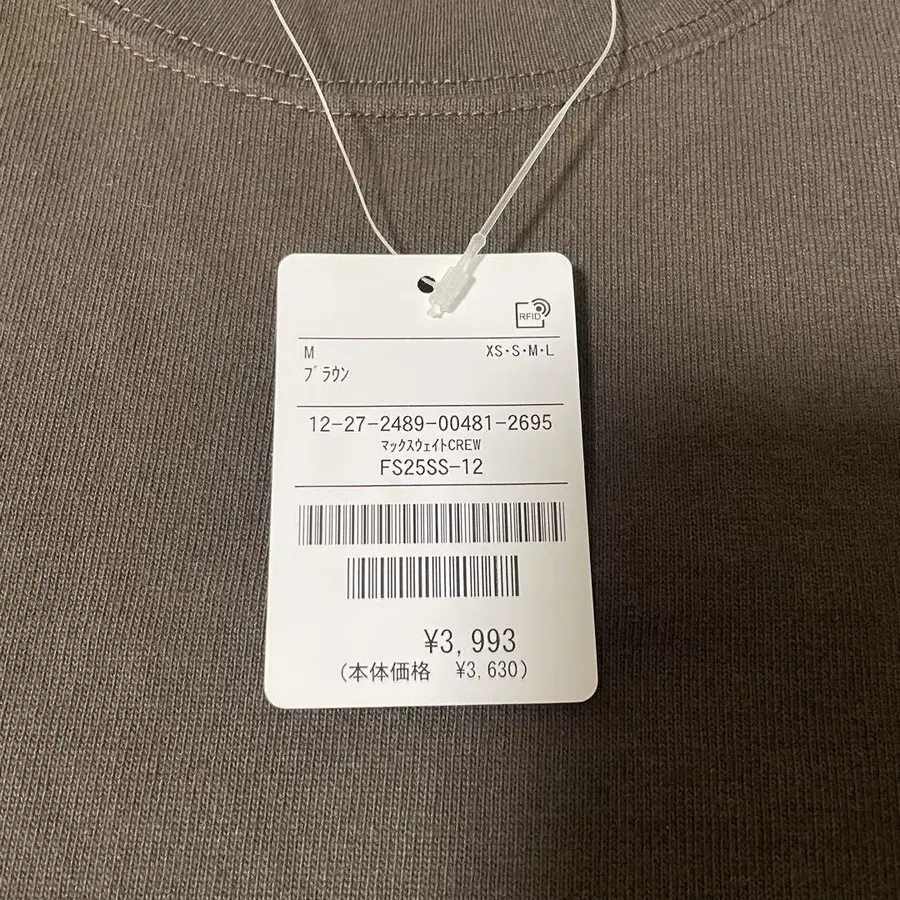 RFID
M XS・S・M・L
ﾌﾞﾗｳﾝ
12-27-2489-00481-2695
ﾏｯｸｽｳｪｲﾄCREW
FS25SS-12
¥3,993
(本体価格 ¥3,630)